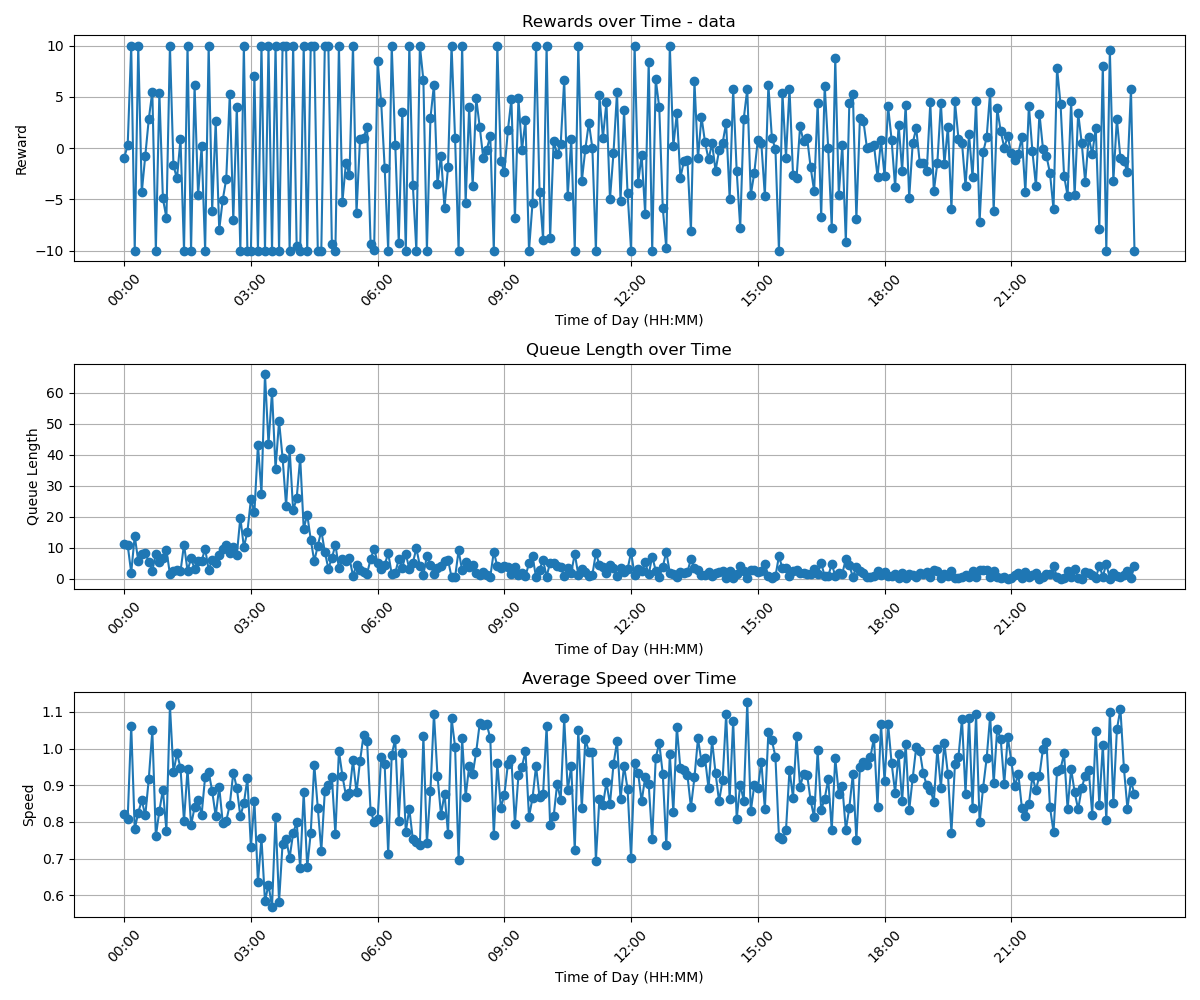 Rewards over Time - data
Reward
10
5
0
−5
−10
00:00 03:00 06:00 09:00 12:00 15:00 18:00 21:00
Time of Day (HH:MM)
Queue Length over Time
Queue Length
60
50
40
30
20
10
0
00:00 03:00 06:00 09:00 12:00 15:00 18:00 21:00
Time of Day (HH:MM)
Average Speed over Time
Speed
1.1
1.0
0.9
0.8
0.7
0.6
00:00 03:00 06:00 09:00 12:00 15:00 18:00 21:00
Time of Day (HH:MM)